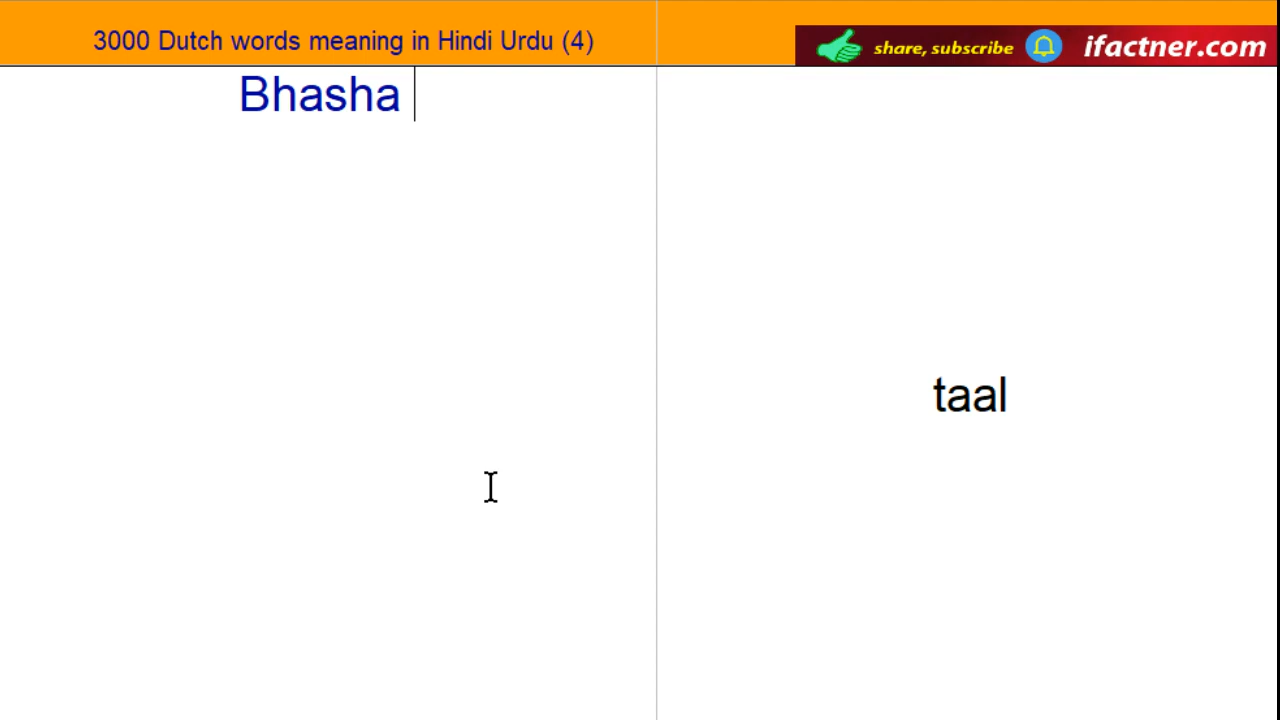 3000 Dutch words meaning in Hindi Urdu (4)
share, subscribe
ifactner.com
Bhasha
taal